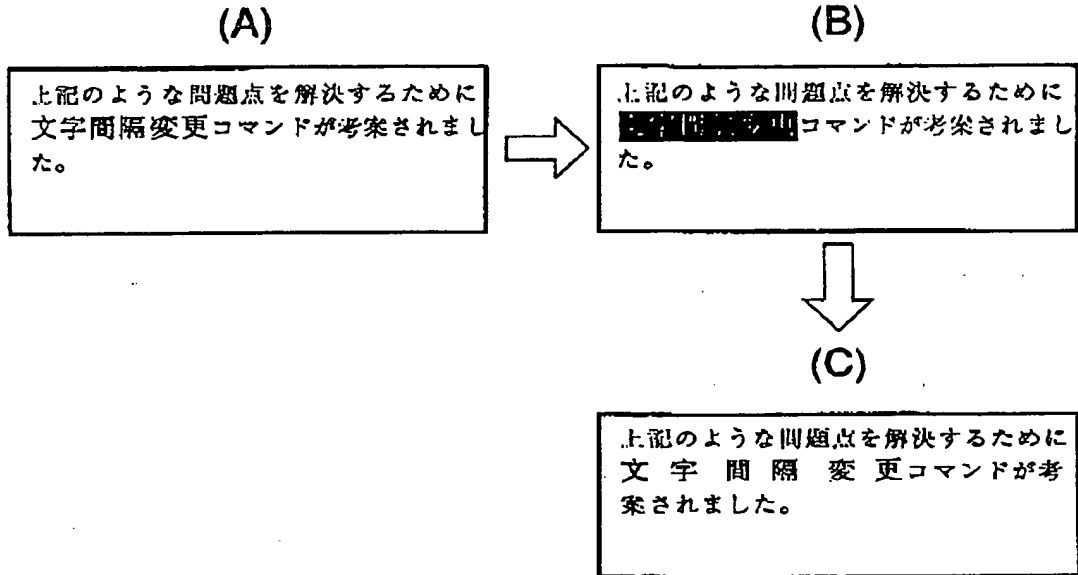 (A)
上記のような問題点を解決するために
文字間隔変更コマンドが考案されまし
た。
(B)
上記のような問題点を解決するために
コマンドが考案されまし
た。
(C)
上記のような問題点を解決するために
文 字 間 隔 変 更コマンドが考
案されました。